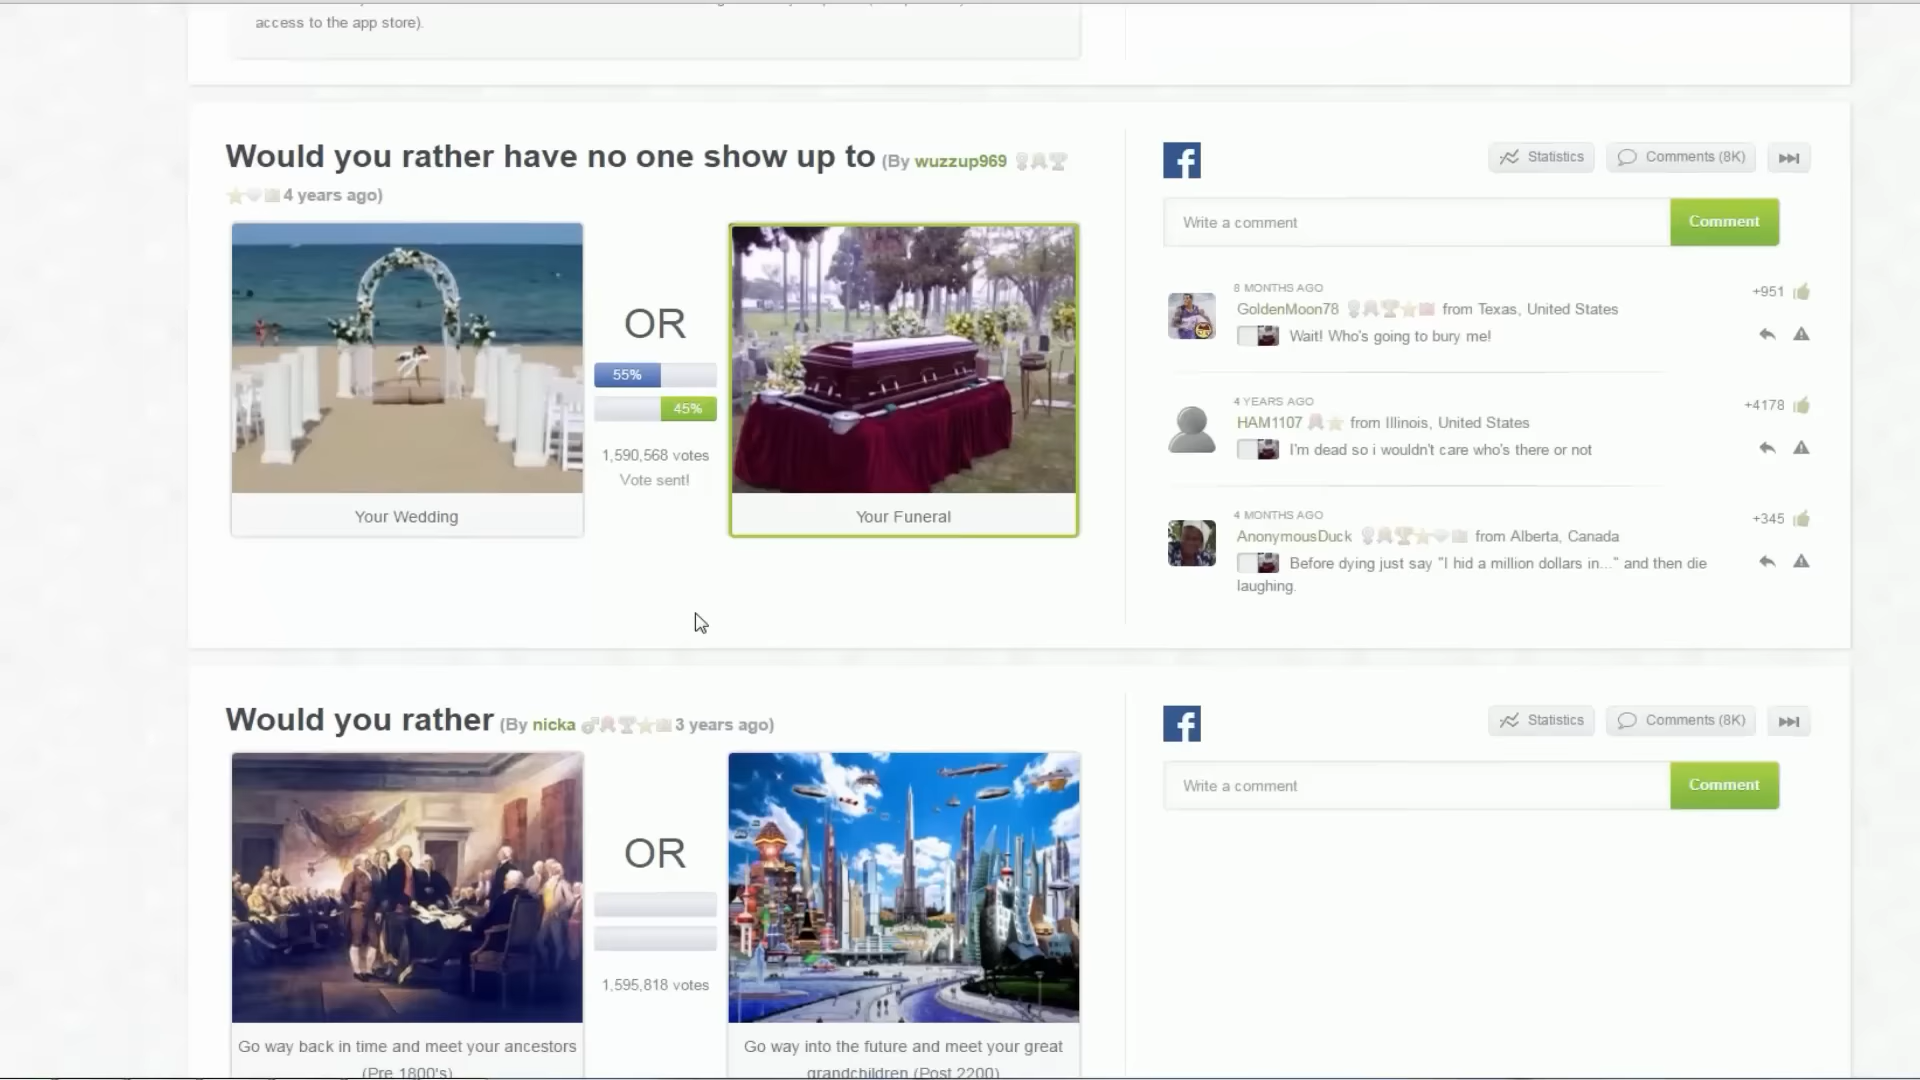 access to the app store).
Would you rather have no one show up to (By wuzzup969
4 years ago)
OR
55%
45%
1,590,568 votes
Vote sent!
Your Wedding
Your Funeral
Statistics
Comments (8K)
Write a comment
Comment
8 MONTHS AGO
GoldenMoon78 from Texas, United States
Wait! Who's going to bury me!
+951
4 YEARS AGO
HAM1107 from Illinois, United States
I'm dead so i wouldn't care who's there or not
+4178
4 MONTHS AGO
AnonymousDuck from Alberta, Canada
Before dying just say "I hid a million dollars in..." and then die
laughing.
+345
Would you rather (By nicka 3 years ago)
OR
1,595,818 votes
Go way back in time and meet your ancestors
(Pre 1800's)
Go way into the future and meet your great
grandchildren (Post 2200)
Statistics
Comments (8K)
Write a comment
Comment